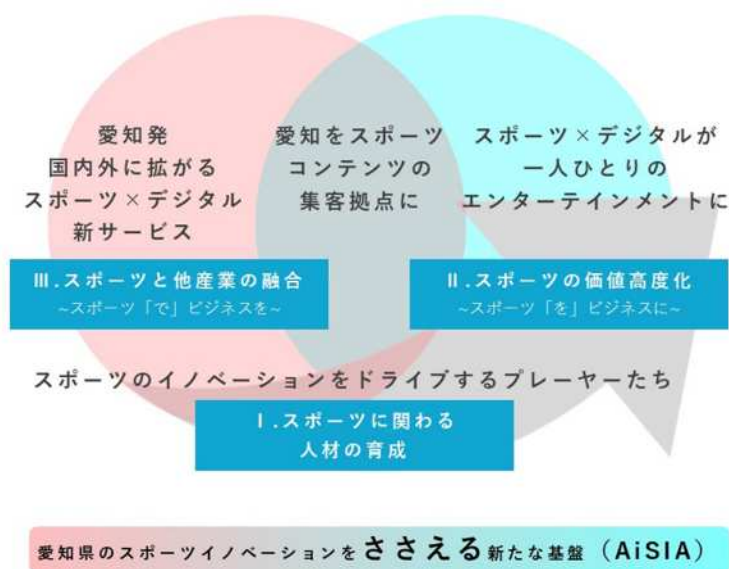 愛知発
国内外に拡がる
スポーツ×デジタル
新サービス
愛知をスポーツ
コンテンツの
集客拠点に
スポーツ×デジタルが
一人ひとりの
エンターテインメントに
Ⅲ.スポーツと他産業の融合
~スポーツ「で」ビジネスを~
Ⅱ.スポーツの価値高度化
~スポーツ「を」ビジネスに~
スポーツのイノベーションをドライブするプレーヤーたち
Ⅰ.スポーツに関わる
人材の育成
愛知県のスポーツイノベーションをささえる新たな基盤（AiSIA）